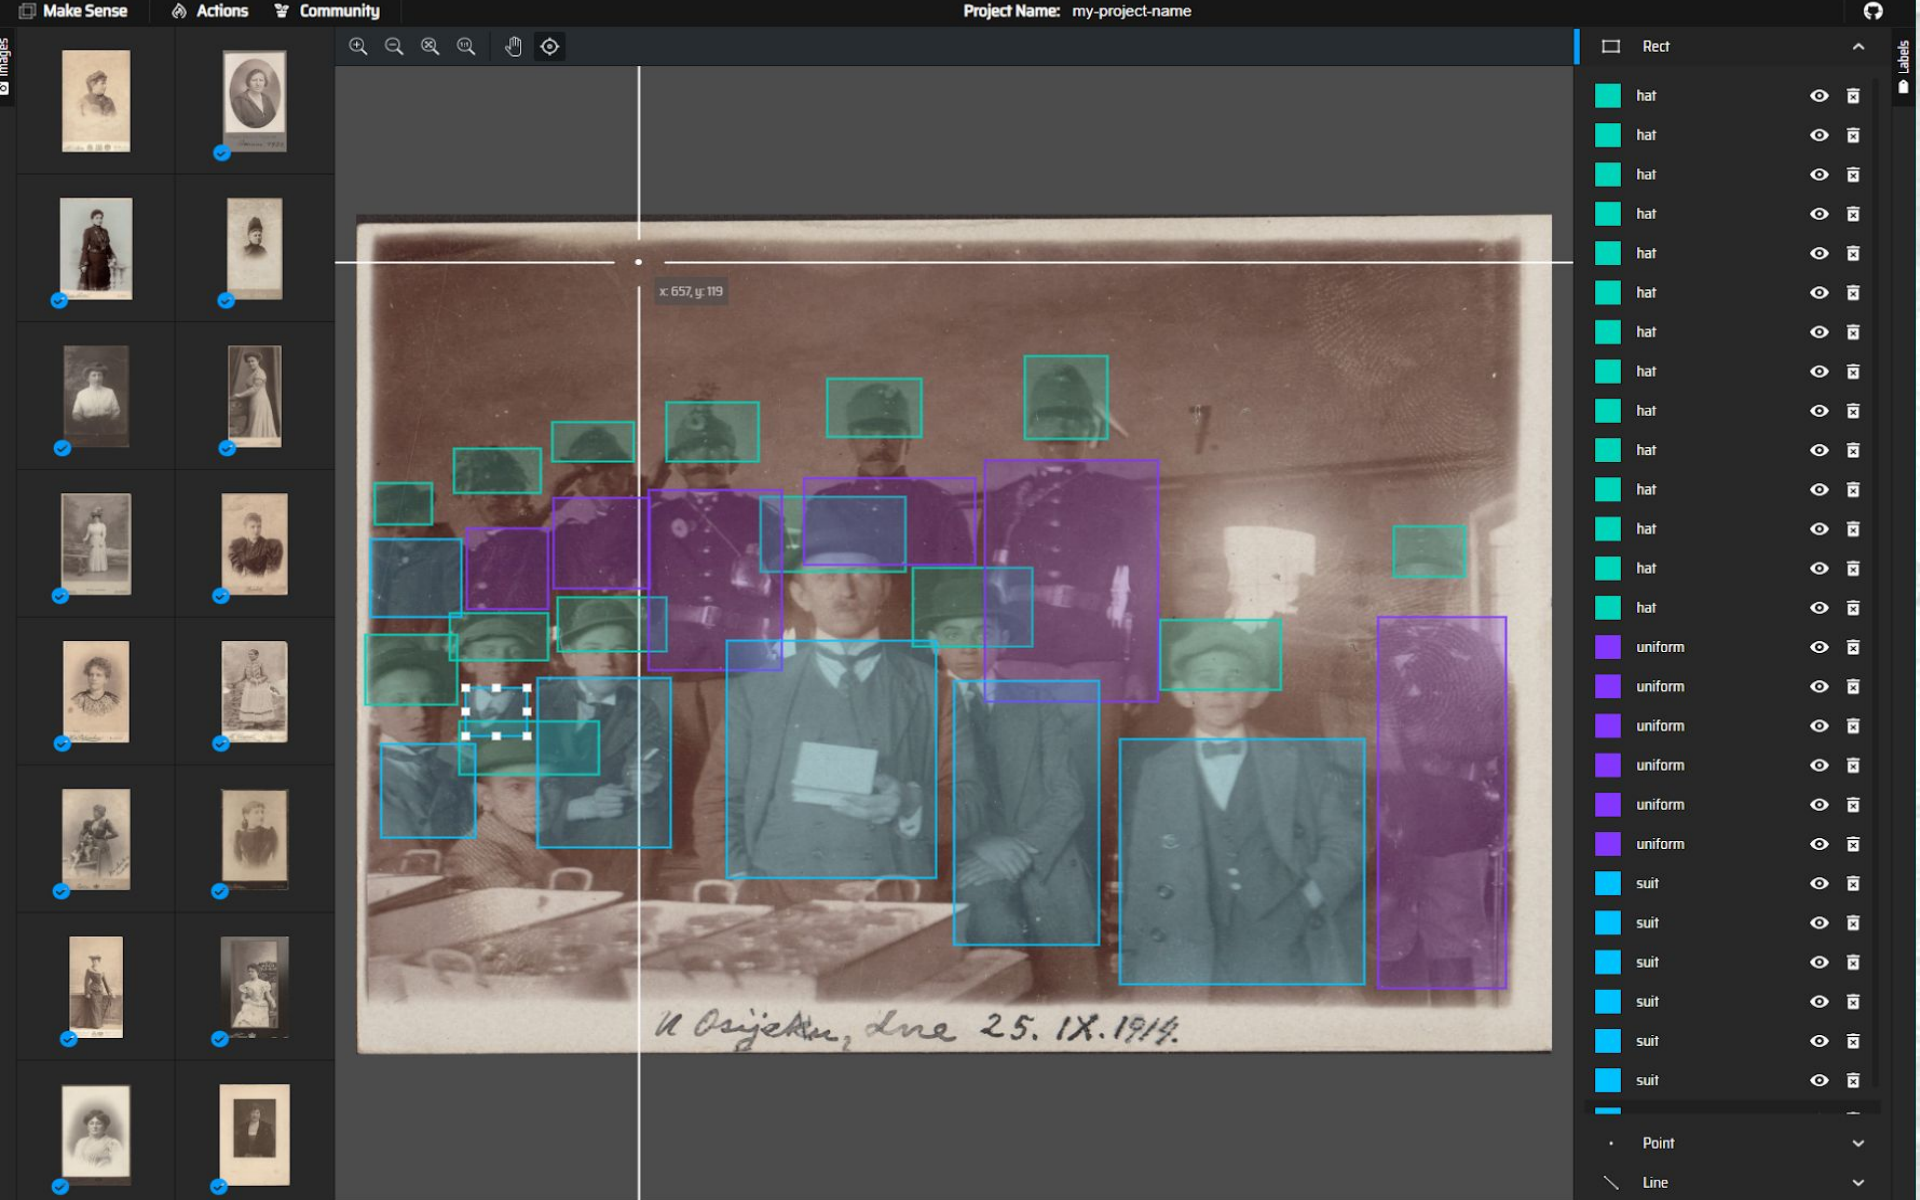 Make Sense
Actions
Community
Project Name: my-project-name
Images
x: 657, y: 119
U Osijeku, dne 25. IX. 1914.
Rect
Labels
hat
hat
hat
hat
hat
hat
hat
hat
hat
hat
hat
hat
hat
hat
uniform
uniform
uniform
uniform
uniform
uniform
suit
suit
suit
suit
suit
suit
Point
Line